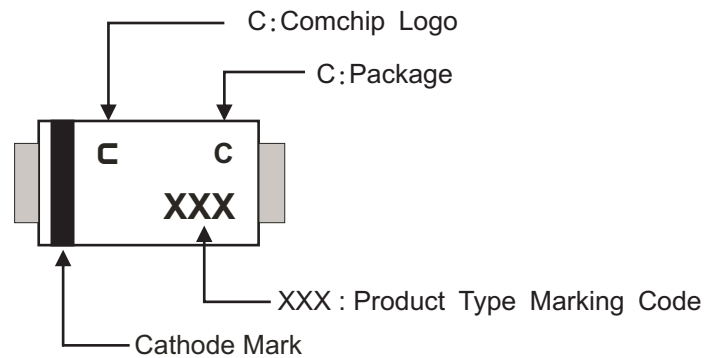 C:Comchip Logo
C:Package
C C
XXX
XXX : Product Type Marking Code
Cathode Mark